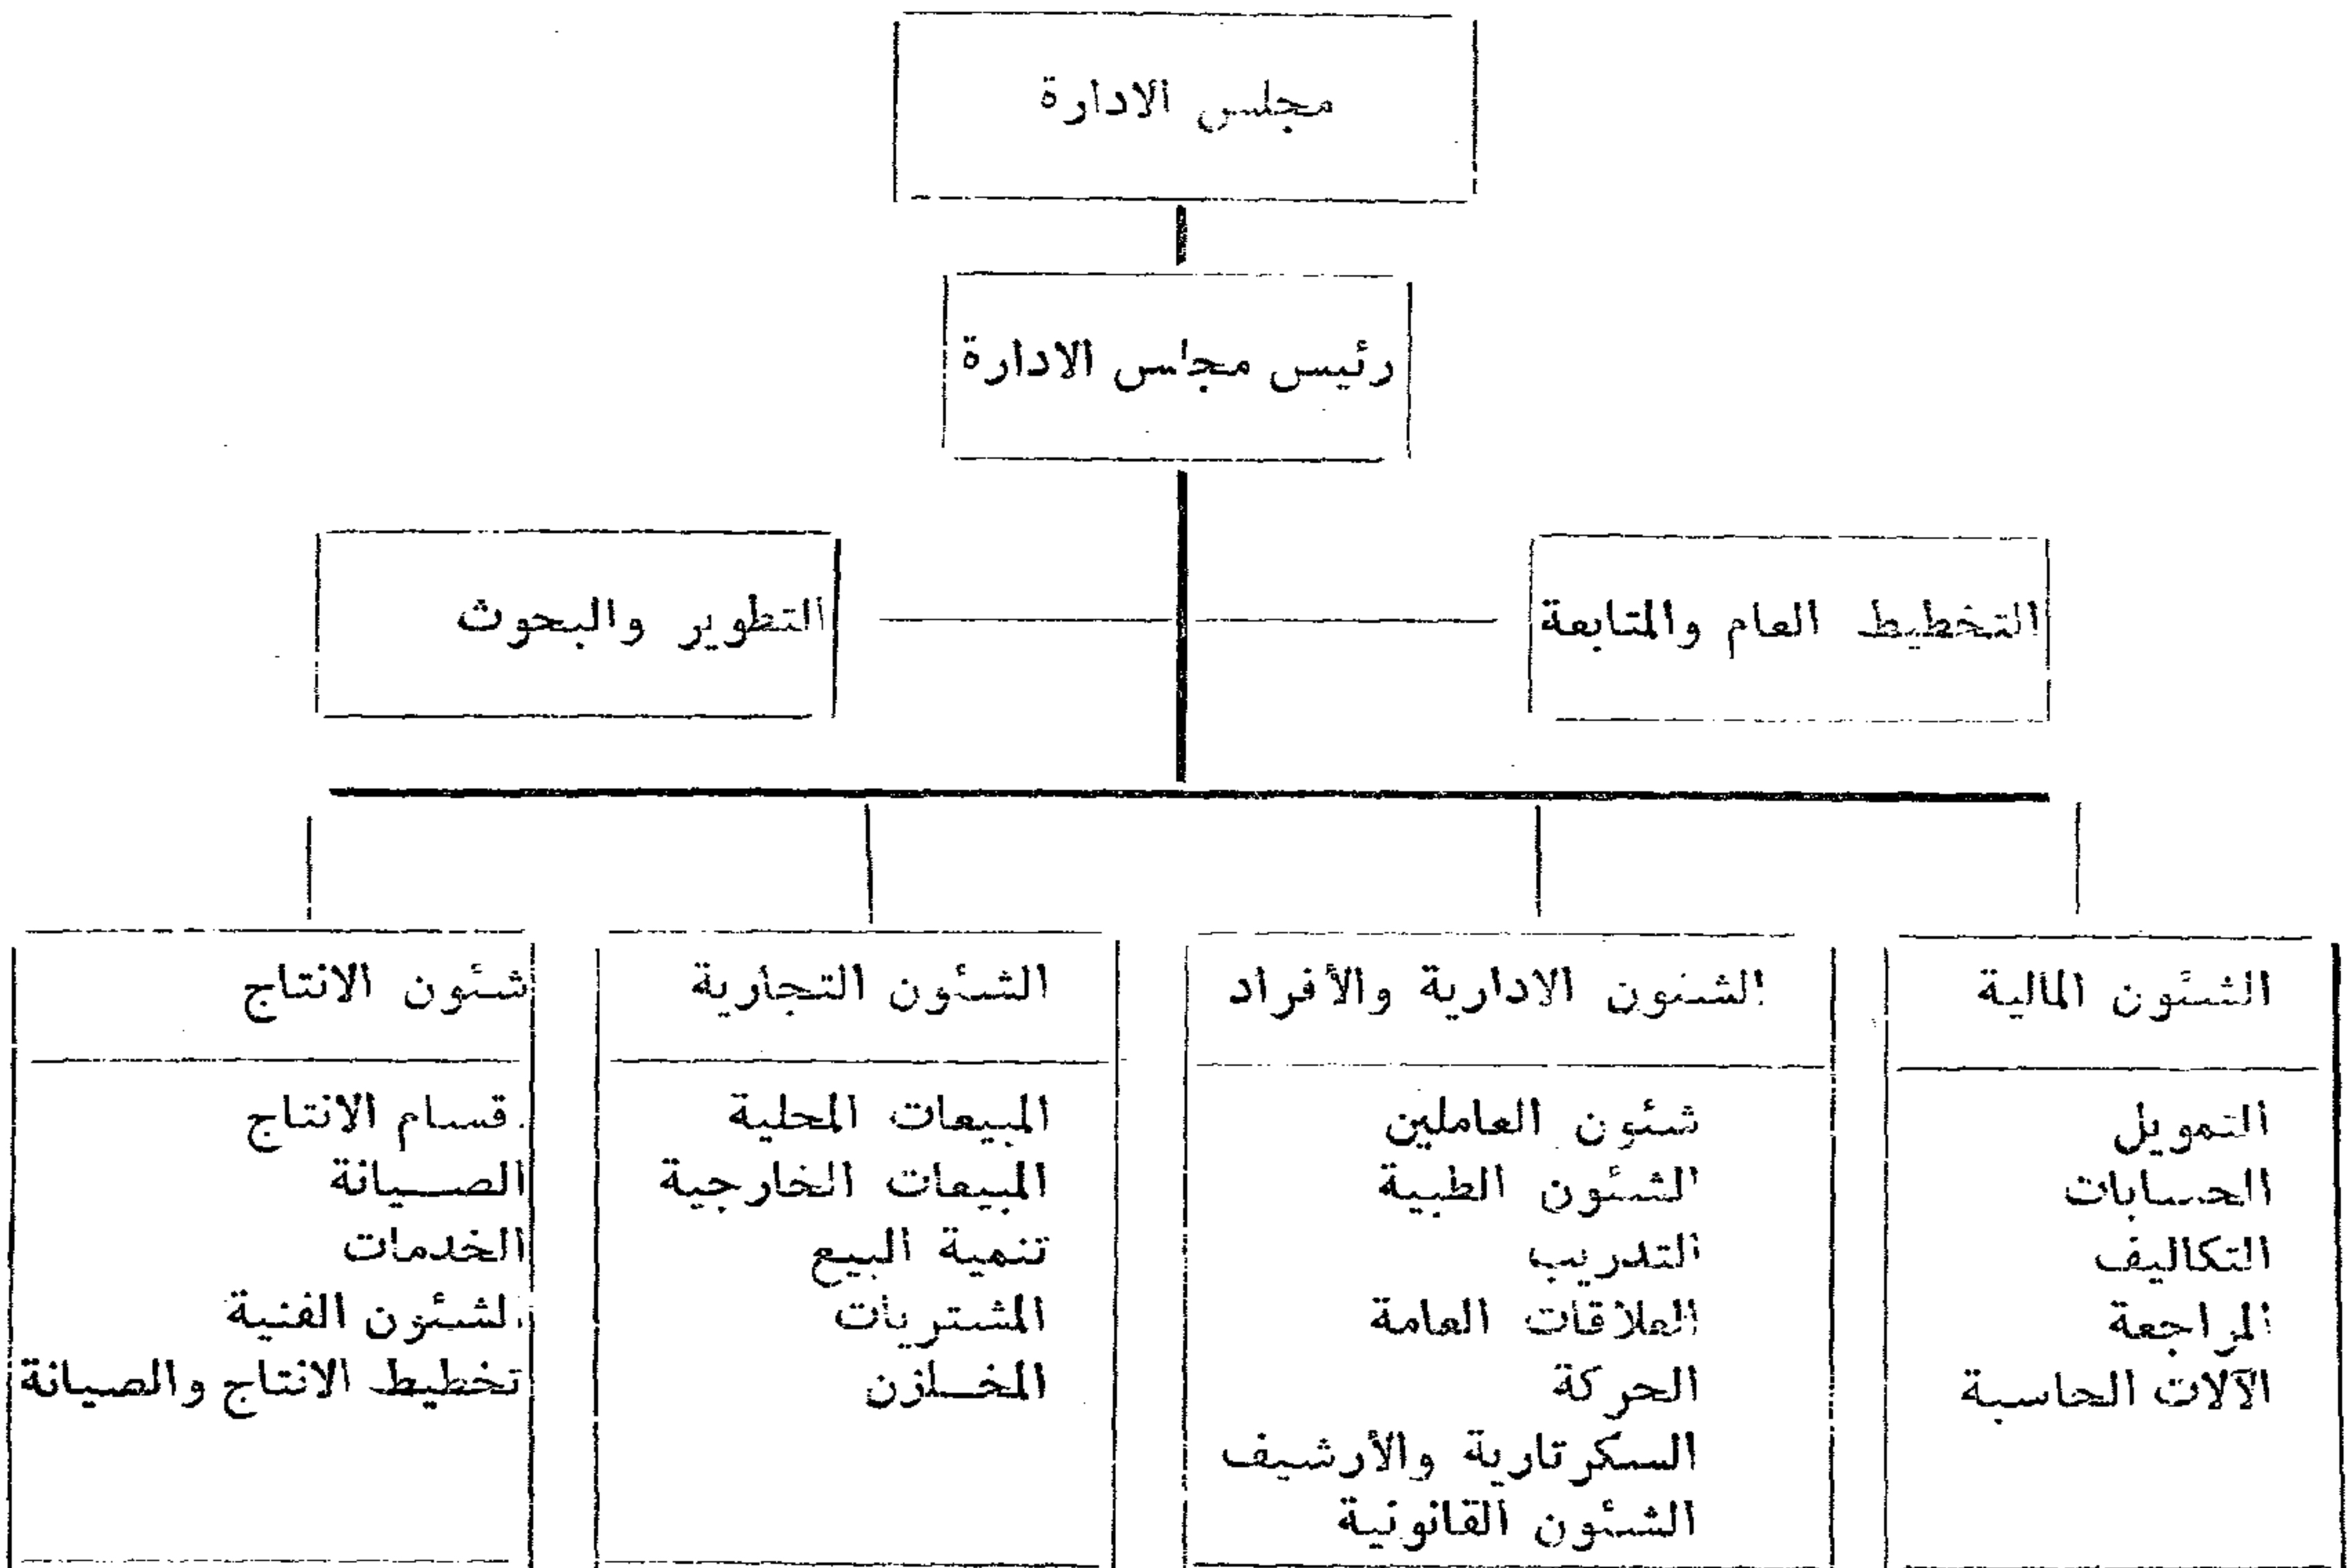 مجلس الادارة
رئيس مجلس الادارة
التخطيط العام والمتابعة
التطوير والبحوث
الشئون المالية
التمويل
الحسابات
التكاليف
المراجعة
الآلات الحاسبة
الشئون الادارية والأفراد
شئون العاملين
الشئون الطبية
التدريب
العلاقات العامة
الحركة
السكرتارية والأرشيف
الشئون القانونية
الشئون التجارية
المبيعات المحلية
المبيعات الخارجية
تنمية البيع
المشتريات
المخازن
شئون الانتاج
أقسام الانتاج
الصيانة
الخدمات
الشئون الفنية
تخطيط الانتاج والصيانة